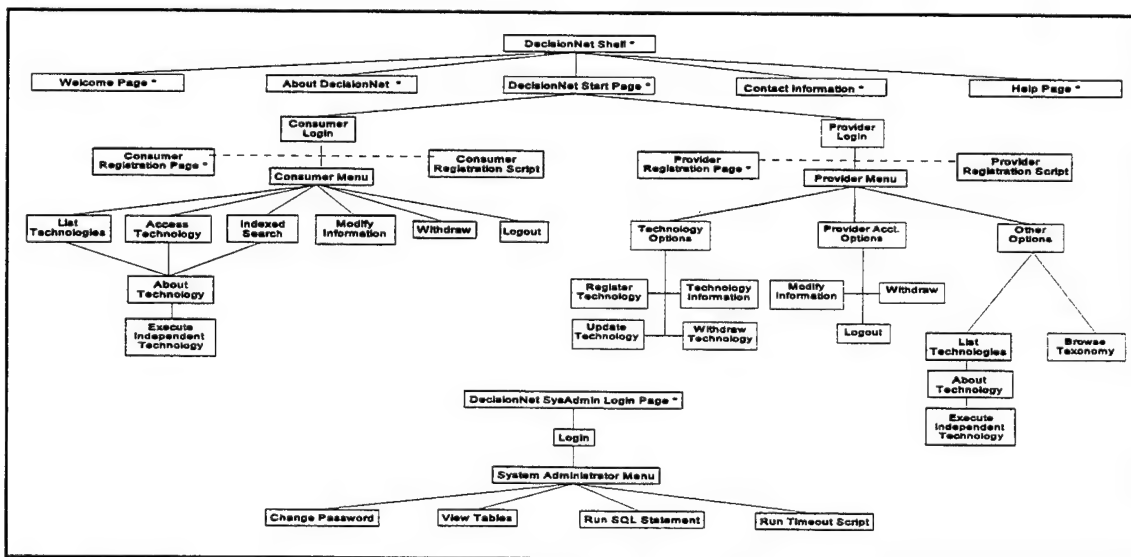 DecisionNet Shell *
Welcome Page *
About DecisionNet *
DecisionNet Start Page *
Contact Information *
Help Page *
Consumer
Login
Provider
Login
Consumer
Registration Page *
Consumer
Registration Script
Provider
Registration Page *
Provider
Registration Script
Consumer Menu
Provider Menu
List
Technologies
Access
Technology
Indexed
Search
Modify
Information
Withdraw
Logout
Technology
Options
Provider Acct.
Options
Other
Options
About
Technology
Execute
Independent
Technology
Register
Technology
Technology
Information
Update
Technology
Withdraw
Technology
Modify
Information
Withdraw
Logout
List
Technologies
Browse
Taxonomy
About
Technology
Execute
Independent
Technology
DecisionNet SysAdmin Login Page *
Login
System Administrator Menu
Change Password
View Tables
Run SQL Statement
Run Timeout Script